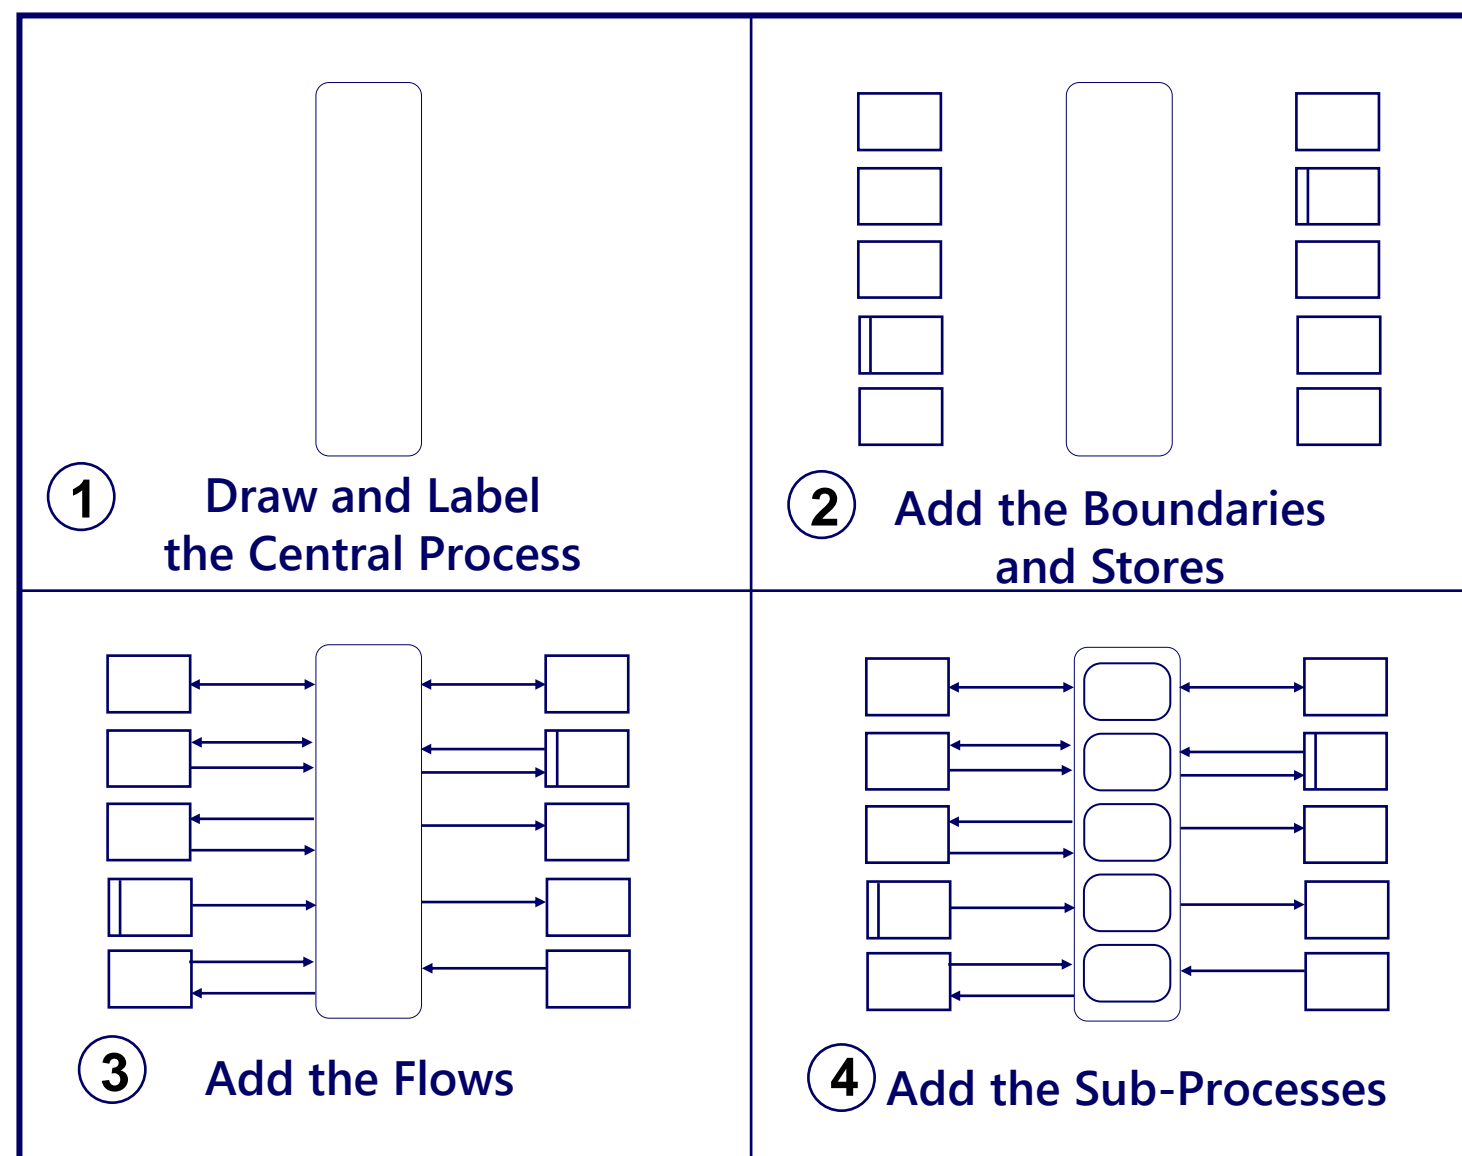 1
Draw and Label
the Central Process
2
Add the Boundaries
and Stores
3
Add the Flows
4
Add the Sub-Processes